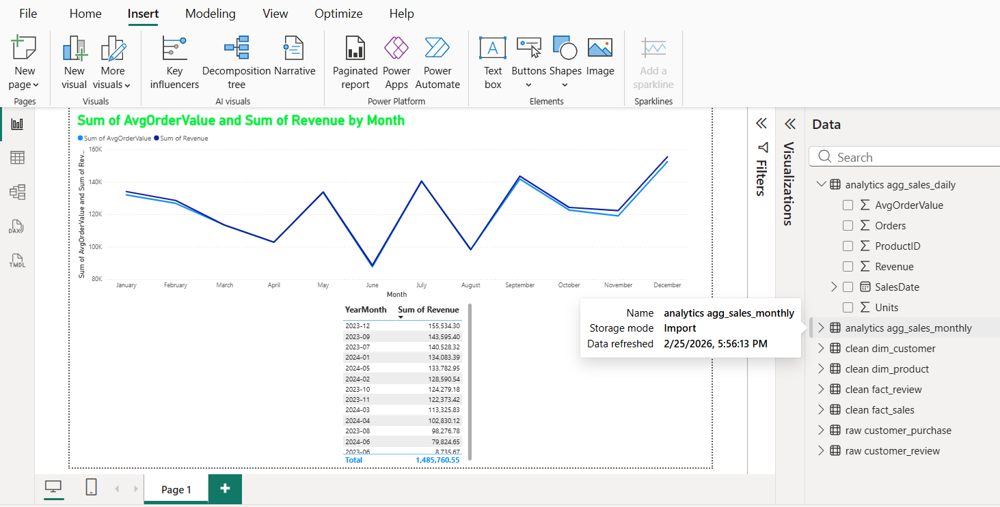 File Home Insert Modeling View Optimize Help
New page
New visual
More visuals
Key influencers
Decomposition tree
Narrative
Paginated report
Power Apps
Power Automate
Text box
Buttons
Shapes
Image
Add a sparkline
Pages Visuals AI visuals Power Platform Elements Sparklines
DAX
TMDL
Sum of AvgOrderValue and Sum of Revenue by Month
Sum of AvgOrderValue Sum of Revenue
Sum of AvgOrderValue and Sum of Rev...
160K
140K
120K
100K
80K
January February March April May June July August September October November December
Month
YearMonth Sum of Revenue
2023-12 155,534.30
2023-09 143,595.40
2023-07 140,528.32
2024-01 134,083.39
2024-05 133,782.95
2024-02 128,590.54
2023-10 124,279.18
2023-11 122,373.42
2024-03 113,325.83
2024-04 102,830.12
2023-08 98,276.78
2024-06 79,824.65
2023-06 8,735.67
Total 1,485,760.55
Name analytics agg_sales_monthly
Storage mode Import
Data refreshed 2/25/2026, 5:56:13 PM
Filters
Visualizations
Data
Search
analytics agg_sales_daily
AvgOrderValue
Orders
ProductID
Revenue
SalesDate
Units
analytics agg_sales_monthly
clean dim_customer
clean dim_product
clean fact_review
clean fact_sales
raw customer_purchase
raw customer_review
Page 1